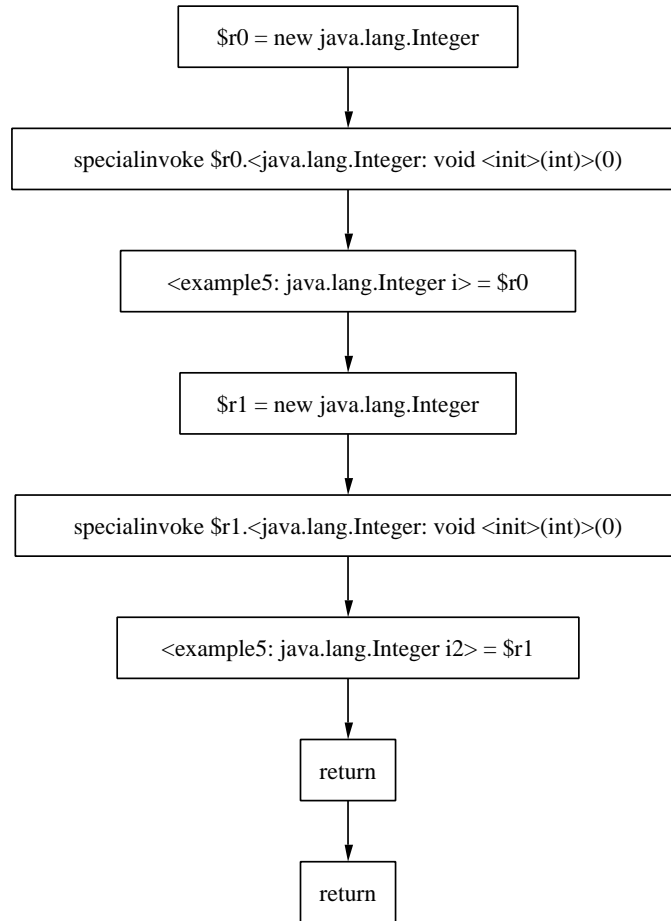 $r0 = new java.lang.Integer
specialinvoke $r0.<java.lang.Integer: void <init>(int)>(0)
<example5: java.lang.Integer i> = $r0
$r1 = new java.lang.Integer
specialinvoke $r1.<java.lang.Integer: void <init>(int)>(0)
<example5: java.lang.Integer i2> = $r1
return
return